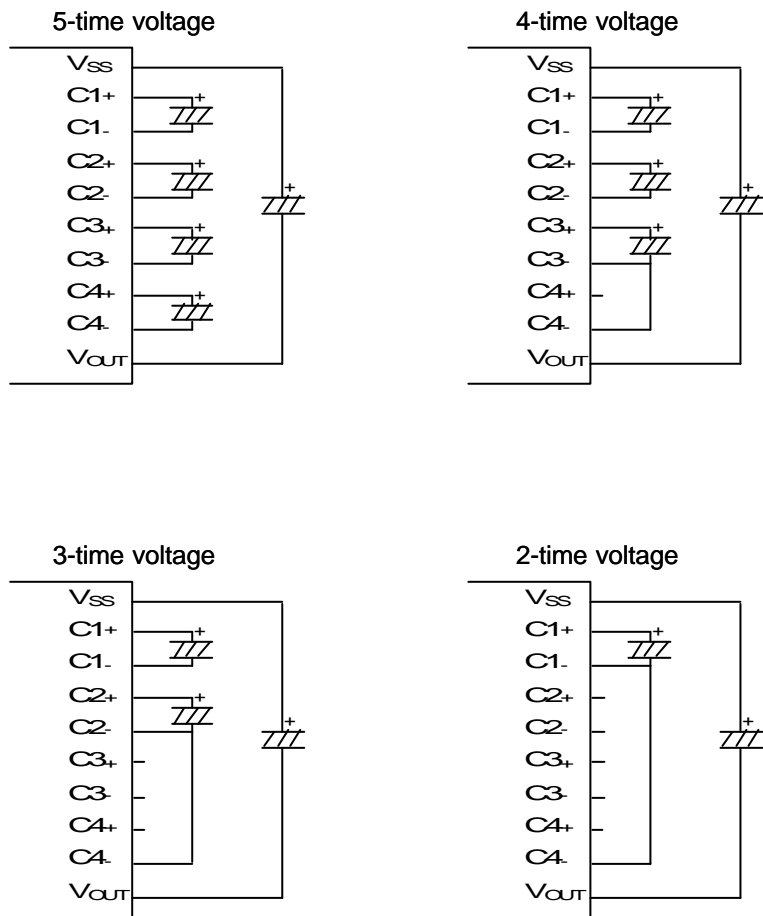 5-time voltage
VSS
C1+
C1-
C2+
C2-
C3+
C3-
C4+
C4-
VOUT
+
+
+
+
+
4-time voltage
VSS
C1+
C1-
C2+
C2-
C3+
C3-
C4+
C4-
VOUT
+
+
+
+
3-time voltage
VSS
C1+
C1-
C2+
C2-
C3+
C3-
C4+
C4-
VOUT
+
+
+
2-time voltage
VSS
C1+
C1-
C2+
C2-
C3+
C3-
C4+
C4-
VOUT
+
+